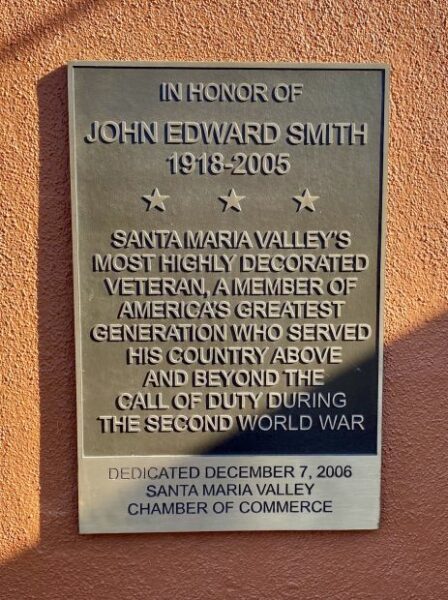 IN HONOR OF
JOHN EDWARD SMITH
1918-2005
SANTA MARIA VALLEY'S
MOST HIGHLY DECORATED
VETERAN, A MEMBER OF
AMERICA'S GREATEST
GENERATION WHO SERVED
HIS COUNTRY ABOVE
AND BEYOND THE
CALL OF DUTY DURING
THE SECOND WORLD WAR
DEDICATED DECEMBER 7, 2006
SANTA MARIA VALLEY
CHAMBER OF COMMERCE